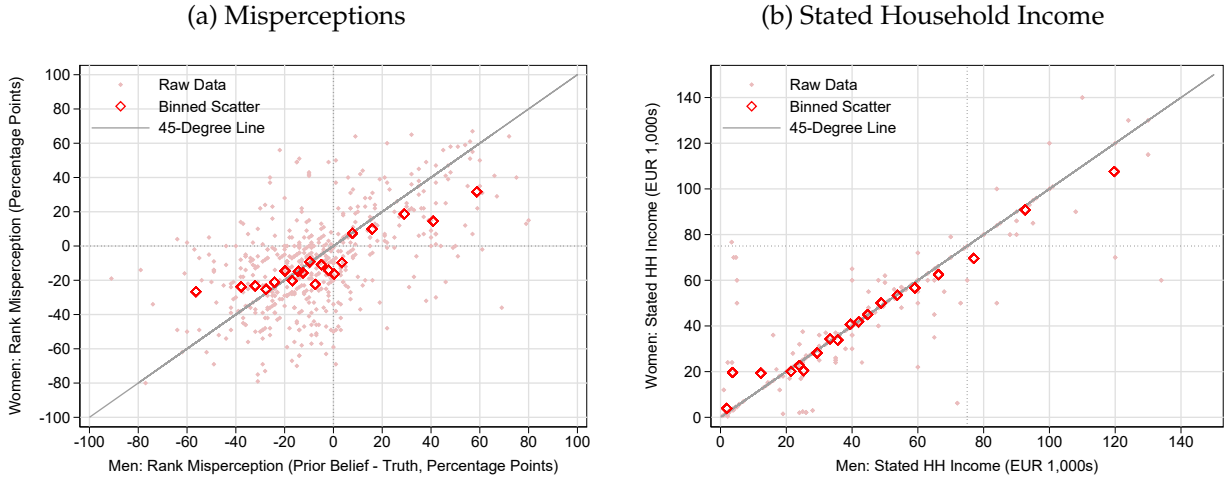 (a) Misperceptions
Women: Rank Misperception (Percentage Points)
100
80
60
40
20
0
-20
-40
-60
-80
-100
Raw Data
Binned Scatter
45-Degree Line
-100 -80 -60 -40 -20 0 20 40 60 80 100
Men: Rank Misperception (Prior Belief - Truth, Percentage Points)
(b) Stated Household Income
Women: Stated HH Income (EUR 1,000s)
140
120
100
80
60
40
20
0
Raw Data
Binned Scatter
45-Degree Line
0 20 40 60 80 100 120 140
Men: Stated HH Income (EUR 1,000s)